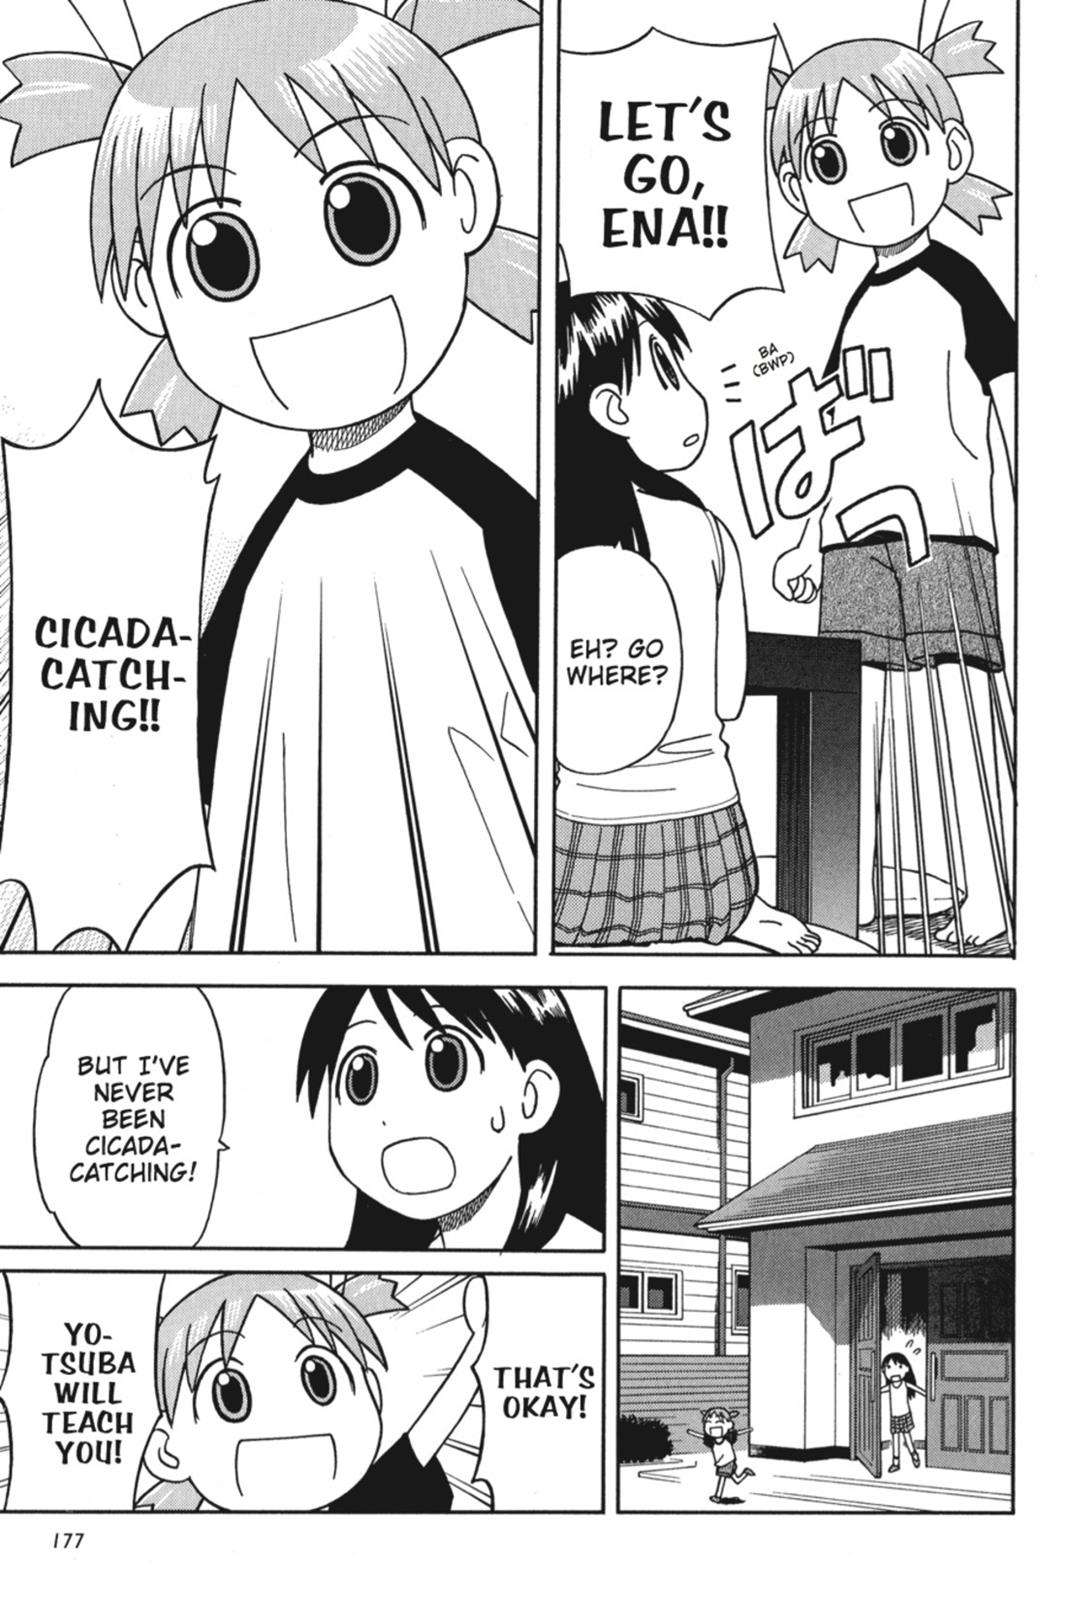 LET'S
GO,
ENA!!
BA
(BWP)
ばっ
EH? GO
WHERE?
CICADA-
CATCH-
ING!!
BUT I'VE
NEVER
BEEN
CICADA-
CATCHING!
THAT'S
OKAY!
YO-
TSUBA
WILL
TEACH
YOU!
177